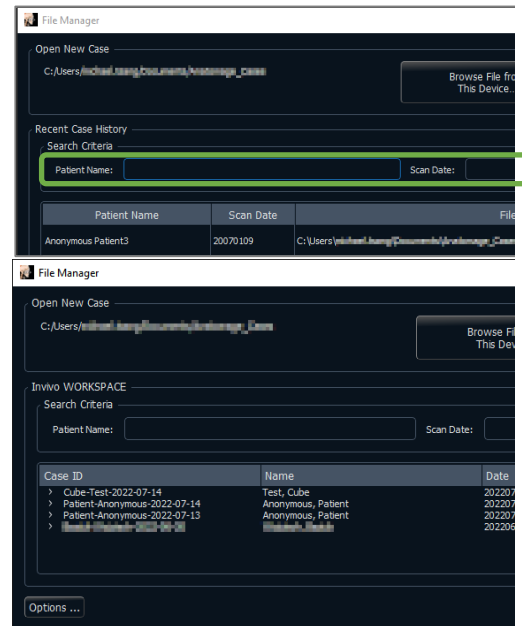 File Manager
Open New Case
C:/Users/
Browse File fro
This Device..
Recent Case History
Search Criteria
Patient Name:
Scan Date:
Patient Name Scan Date File
Anonymous Patient3 20070109 C:\Users\
File Manager
Open New Case
C:/Users/
Browse Fil
This Dev
Invivo WORKSPACE
Search Criteria
Patient Name:
Scan Date:
Case ID Name Date
> Cube-Test-2022-07-14 Test, Cube 202207
> Patient-Anonymous-2022-07-14 Anonymous, Patient 202207
> Patient-Anonymous-2022-07-13 Anonymous, Patient 202207
> 202206
Options ...